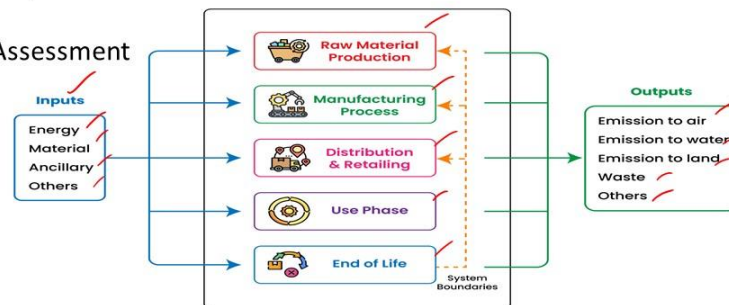 Assessment
Inputs
Energy
Material
Ancillary
Others
Raw Material
Production
Manufacturing
Process
Distribution
& Retailing
Use Phase
End of Life
System
Boundaries
Outputs
Emission to air
Emission to water
Emission to land
Waste
Others